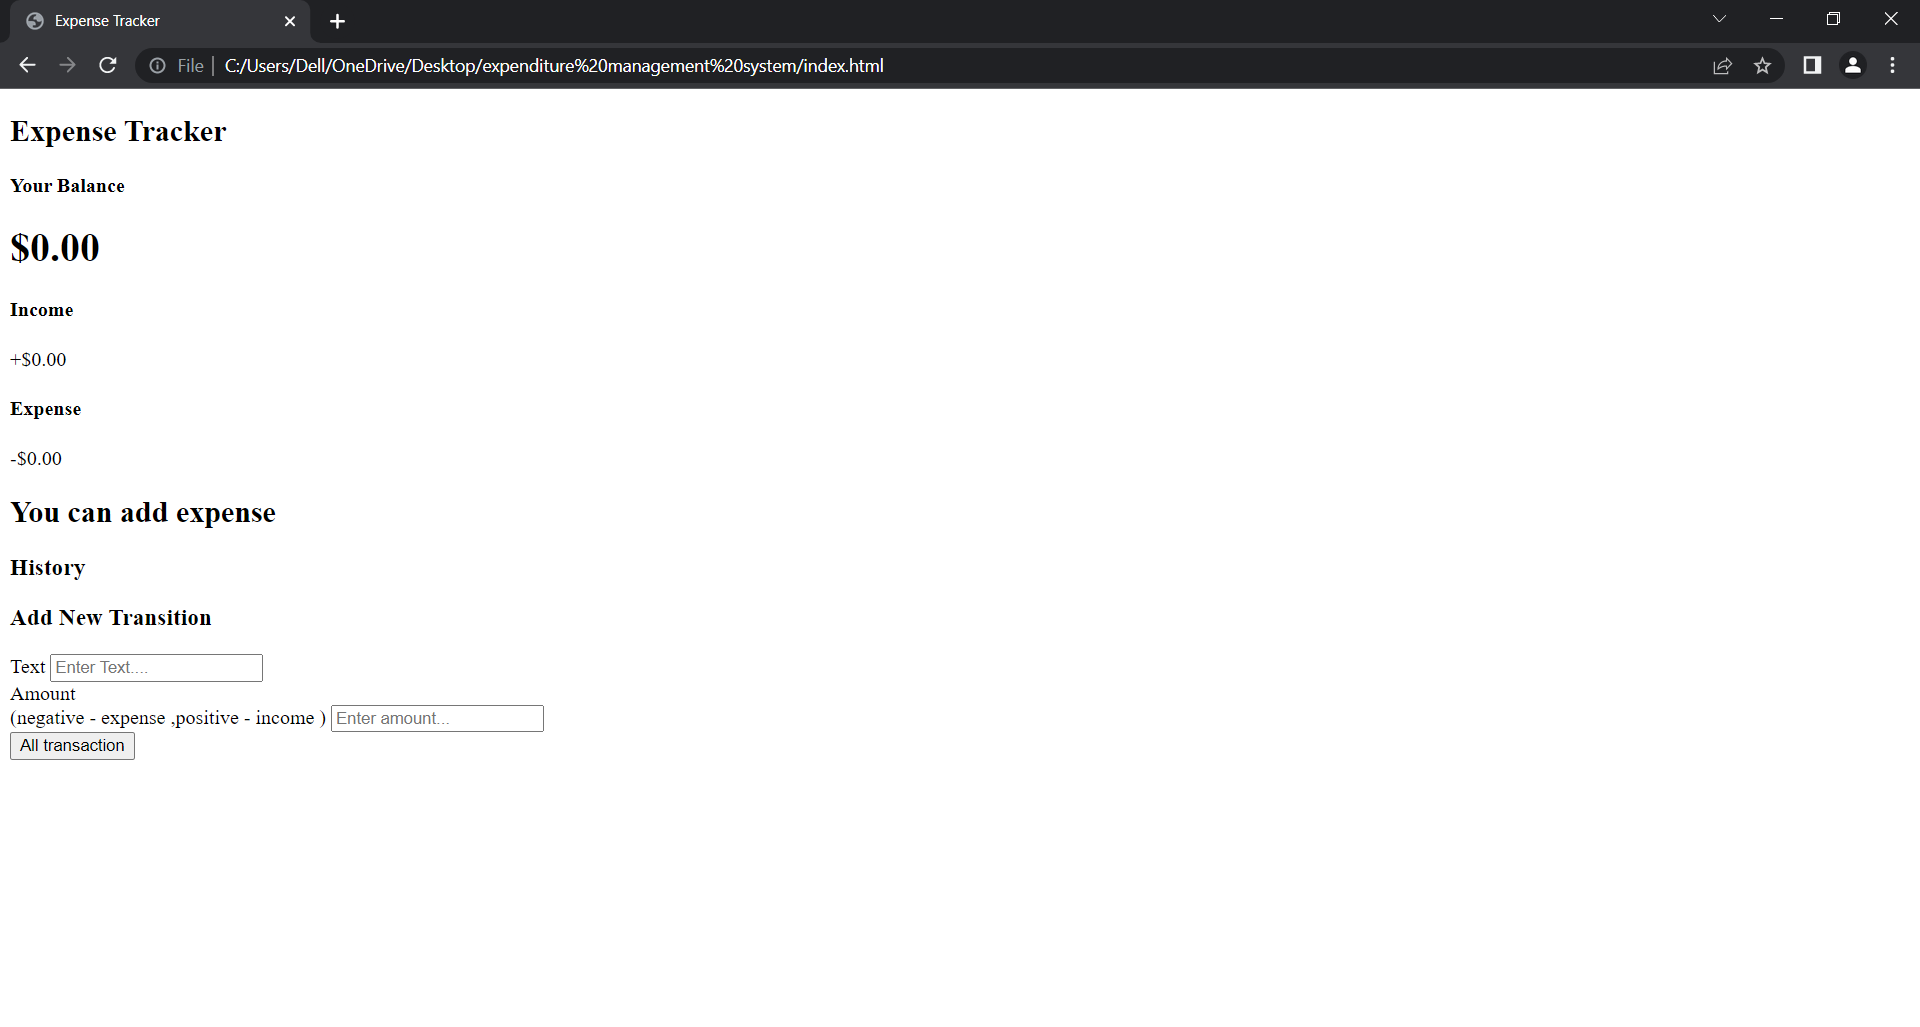 Expense Tracker
File | C:/Users/Dell/OneDrive/Desktop/expenditure%20management%20system/index.html
Expense Tracker
Your Balance
$0.00
Income
+$0.00
Expense
-$0.00
You can add expense
History
Add New Transition
Text Enter Text....
Amount
(negative - expense ,positive - income ) Enter amount...
All transaction